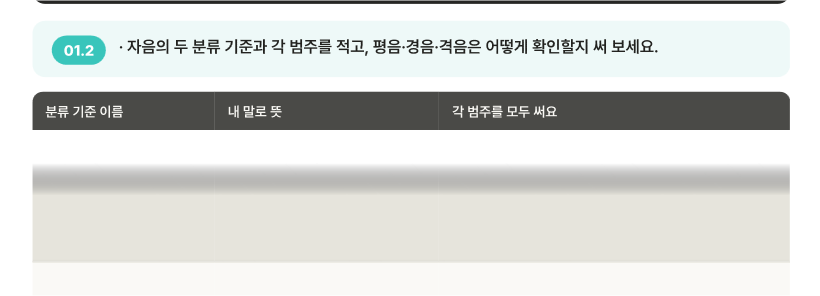 01.2
· 자음의 두 분류 기준과 각 범주를 적고, 평음·경음·격음은 어떻게 확인할지 써 보세요.
분류 기준 이름
내 말로 뜻
각 범주를 모두 써요